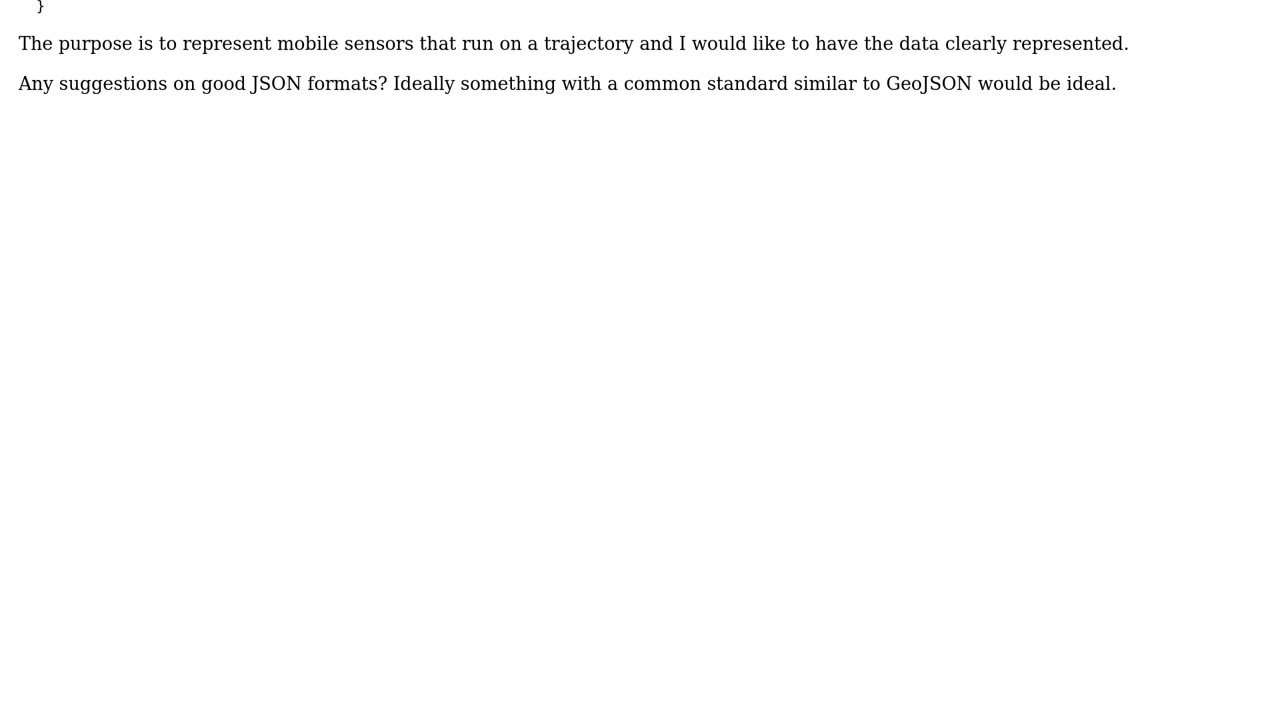 }
The purpose is to represent mobile sensors that run on a trajectory and I would like to have the data clearly represented.
Any suggestions on good JSON formats? Ideally something with a common standard similar to GeoJSON would be ideal.